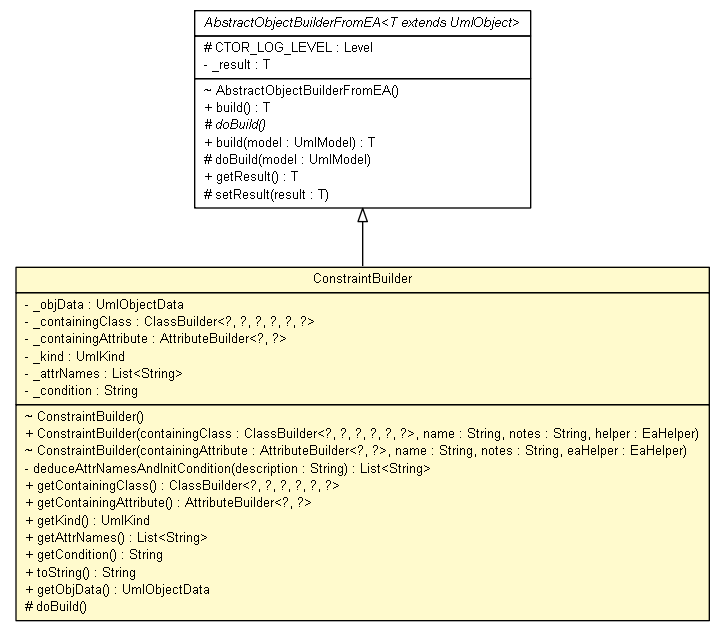 AbstractObjectBuilderFromEA<T extends UmlObject>
# CTOR_LOG_LEVEL : Level
- _result : T
~ AbstractObjectBuilderFromEA()
+ build() : T
# doBuild()
+ build(model : UmlModel) : T
# doBuild(model : UmlModel)
+ getResult() : T
# setResult(result : T)
ConstraintBuilder
- _objData : UmlObjectData
- _containingClass : ClassBuilder<?, ?, ?, ?, ?, ?>
- _containingAttribute : AttributeBuilder<?, ?>
- _kind : UmlKind
- _attrNames : List<String>
- _condition : String
~ ConstraintBuilder()
+ ConstraintBuilder(containingClass : ClassBuilder<?, ?, ?, ?, ?, ?>, name : String, notes : String, helper : EaHelper)
~ ConstraintBuilder(containingAttribute : AttributeBuilder<?, ?>, name : String, notes : String, eaHelper : EaHelper)
- deduceAttrNamesAndInitCondition(description : String) : List<String>
+ getContainingClass() : ClassBuilder<?, ?, ?, ?, ?, ?>
+ getContainingAttribute() : AttributeBuilder<?, ?>
+ getKind() : UmlKind
+ getAttrNames() : List<String>
+ getCondition() : String
+ toString() : String
+ getObjData() : UmlObjectData
# doBuild()